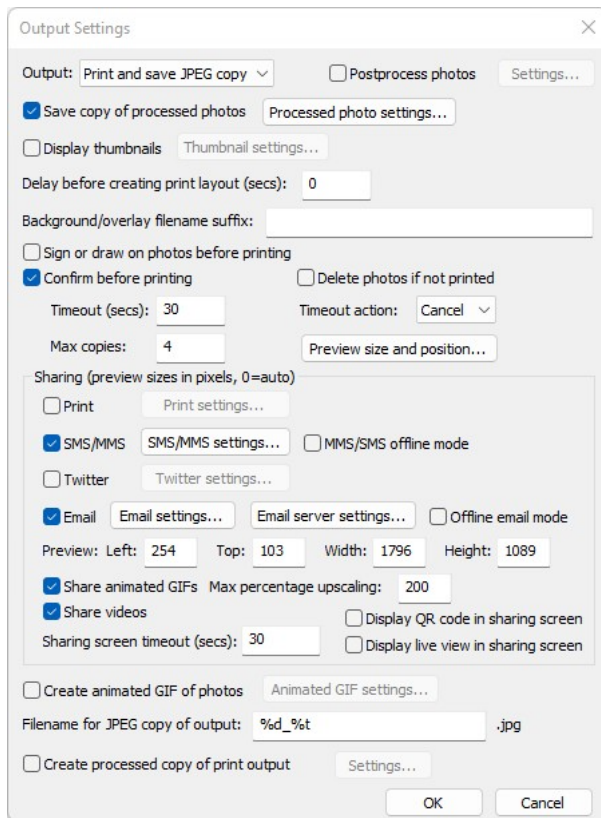 Output Settings
Output: Print and save JPEG copy Postprocess photos Settings...
Save copy of processed photos Processed photo settings...
Display thumbnails Thumbnail settings...
Delay before creating print layout (secs): 0
Background/overlay filename suffix:
Sign or draw on photos before printing
Confirm before printing Delete photos if not printed
Timeout (secs): 30 Timeout action: Cancel
Max copies: 4 Preview size and position...
Sharing (preview sizes in pixels, 0=auto)
Print Print settings...
SMS/MMS SMS/MMS settings... MMS/SMS offline mode
Twitter Twitter settings...
Email Email settings... Email server settings... Offline email mode
Preview: Left: 254 Top: 103 Width: 1796 Height: 1089
Share animated GIFs Max percentage upscaling: 200
Share videos Display QR code in sharing screen
Sharing screen timeout (secs): 30 Display live view in sharing screen
Create animated GIF of photos Animated GIF settings...
Filename for JPEG copy of output: %d_%t .jpg
Create processed copy of print output Settings...
OK Cancel